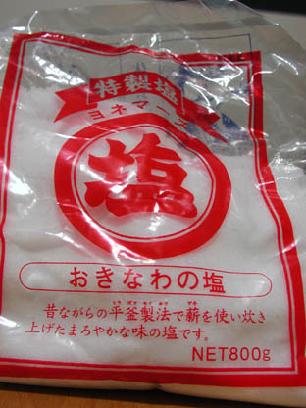 特製塩
ヨネマース
塩
おきなわの塩
昔ながらの平釜製法で薪を使い炊き
上げたまろやかな味の塩です。
NET800g